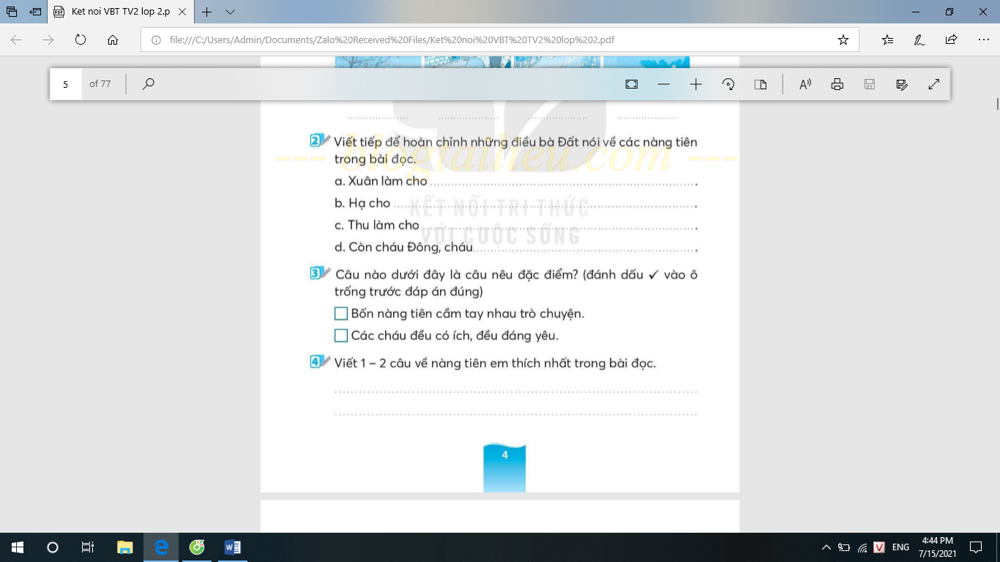 Ket noi VBT TV2 lop 2.p
file:///C:/Users/Admin/Documents/Zalo%20Received%20Files/Ket%20noi%20VBT%20TV2%20lop%202.pdf
5 of 77
2 Viết tiếp để hoàn chỉnh những điều bà Đất nói về các nàng tiên
trong bài đọc.
--- blogtailieu.com ---
a. Xuân làm cho .
b. Hạ cho .
KẾT NỐI TRI THỨC
c. Thu làm cho .
VỚI CUỘC SỐNG
d. Còn cháu Đông, cháu .
3 Câu nào dưới đây là câu nêu đặc điểm? (đánh dấu ✓ vào ô
trống trước đáp án đúng)
Bốn nàng tiên cầm tay nhau trò chuyện.
Các cháu đều có ích, đều đáng yêu.
4 Viết 1 – 2 câu về nàng tiên em thích nhất trong bài đọc.
4
ENG
4:44 PM
7/15/2021